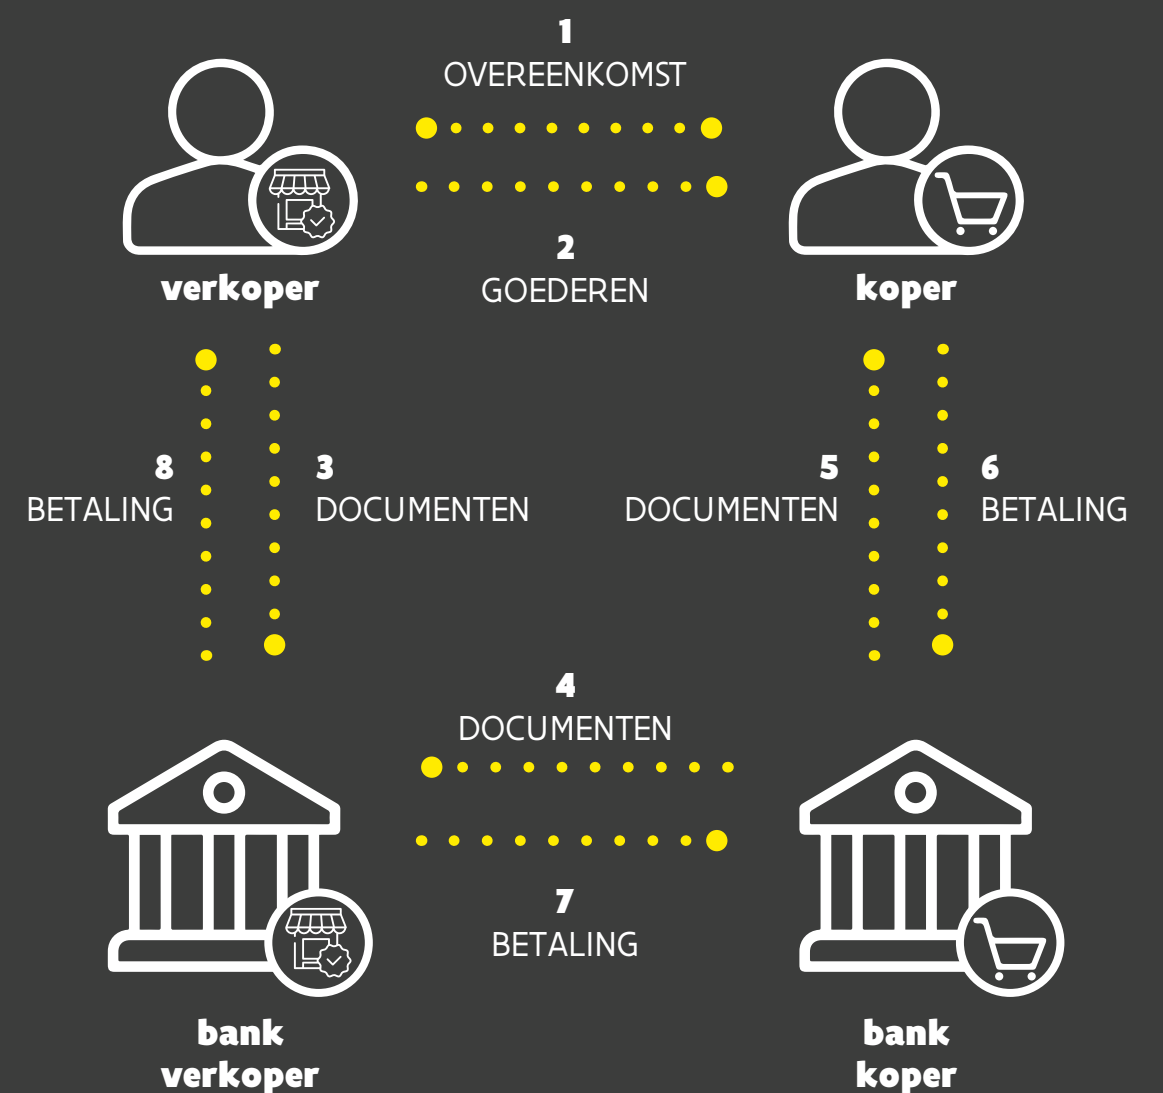 1
OVEREENKOMST
2
GOEDEREN
verkoper
koper
8
BETALING
3
DOCUMENTEN
5
DOCUMENTEN
6
BETALING
4
DOCUMENTEN
7
BETALING
bank
verkoper
bank
koper